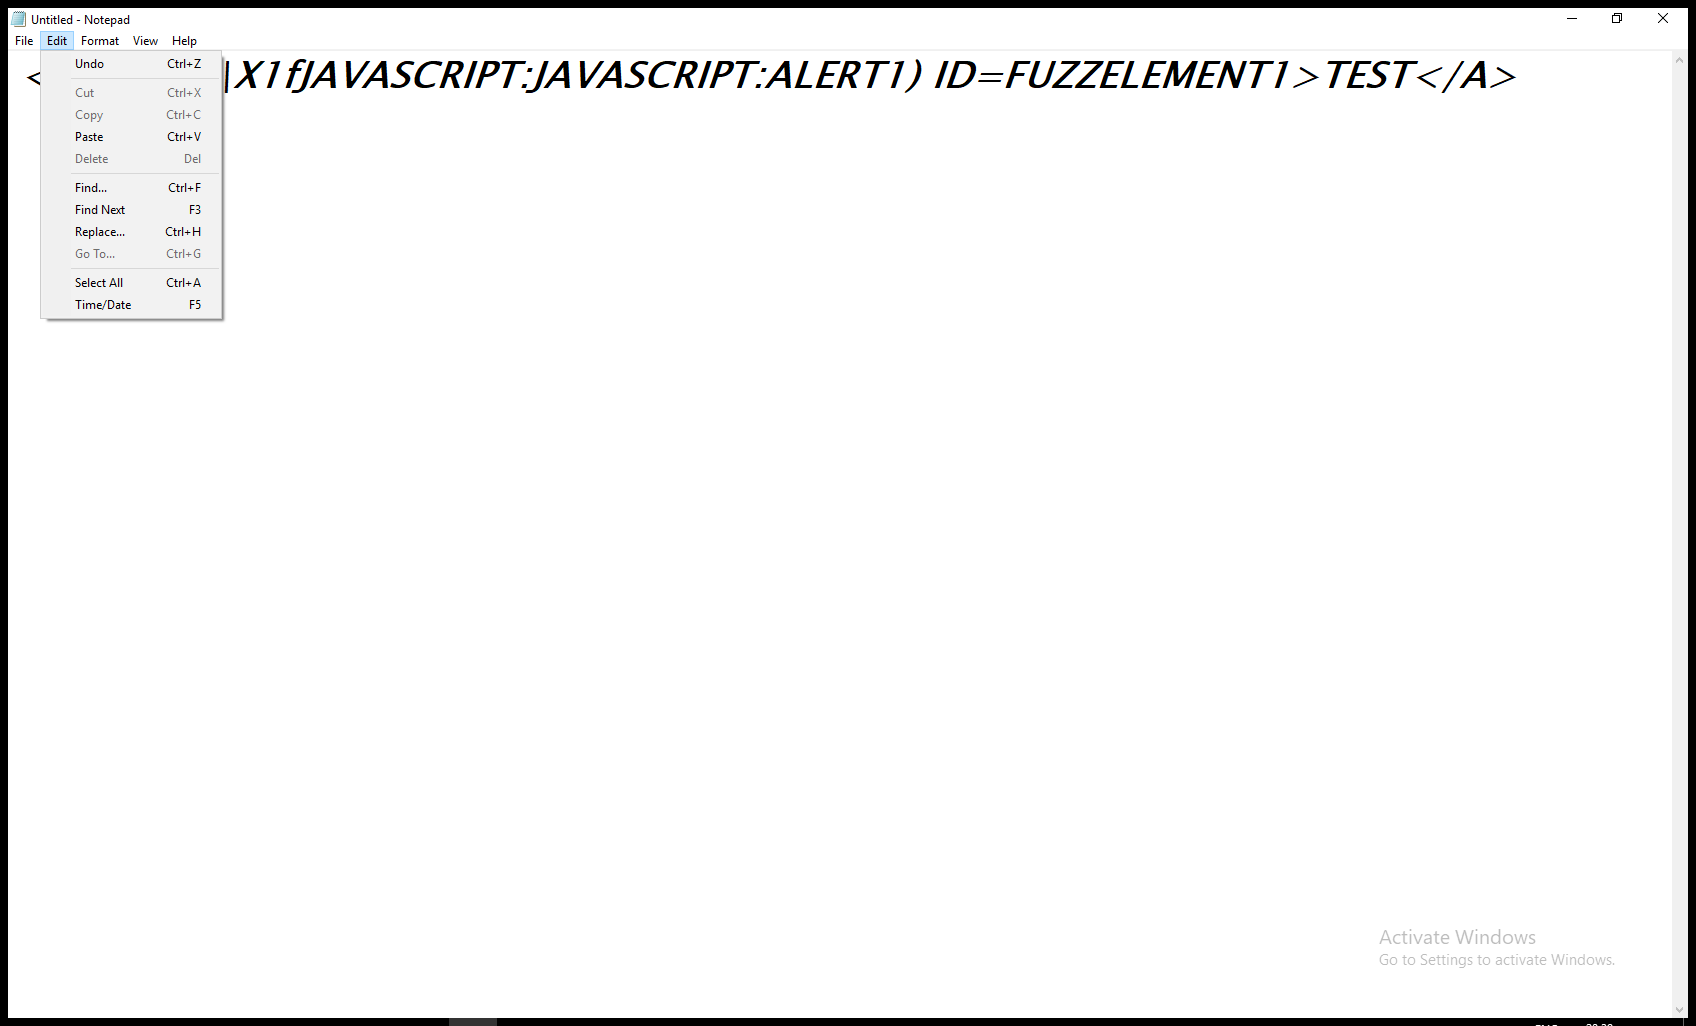 Untitled - Notepad
File Edit Format View Help
<\X1fJAVASCRIPT:JAVASCRIPT:ALERT1) ID=FUZZELEMENT1>TEST</A>
Undo Ctrl+Z
Cut Ctrl+X
Copy Ctrl+C
Paste Ctrl+V
Delete Del
Find... Ctrl+F
Find Next F3
Replace... Ctrl+H
Go To... Ctrl+G
Select All Ctrl+A
Time/Date F5
Activate Windows
Go to Settings to activate Windows.